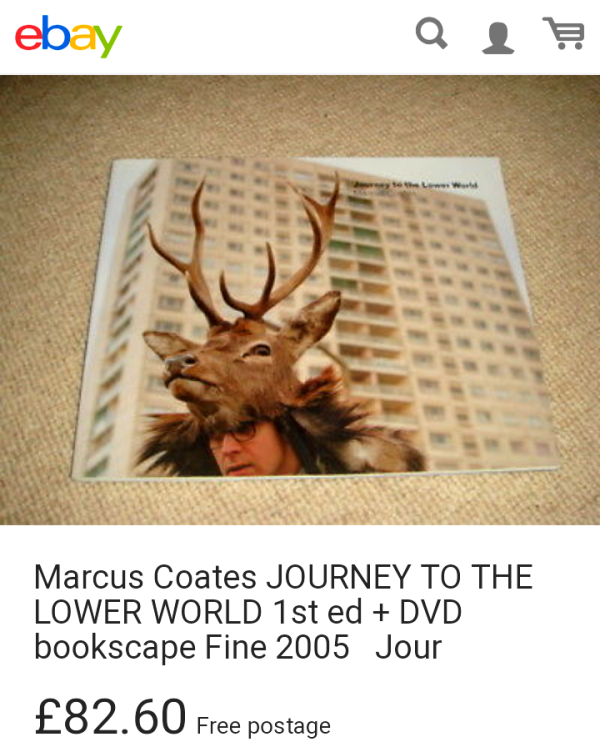 ebay
Journey to the Lower World
Marcus Coates JOURNEY TO THE
LOWER WORLD 1st ed + DVD
bookscape Fine 2005 Jour
£82.60 Free postage